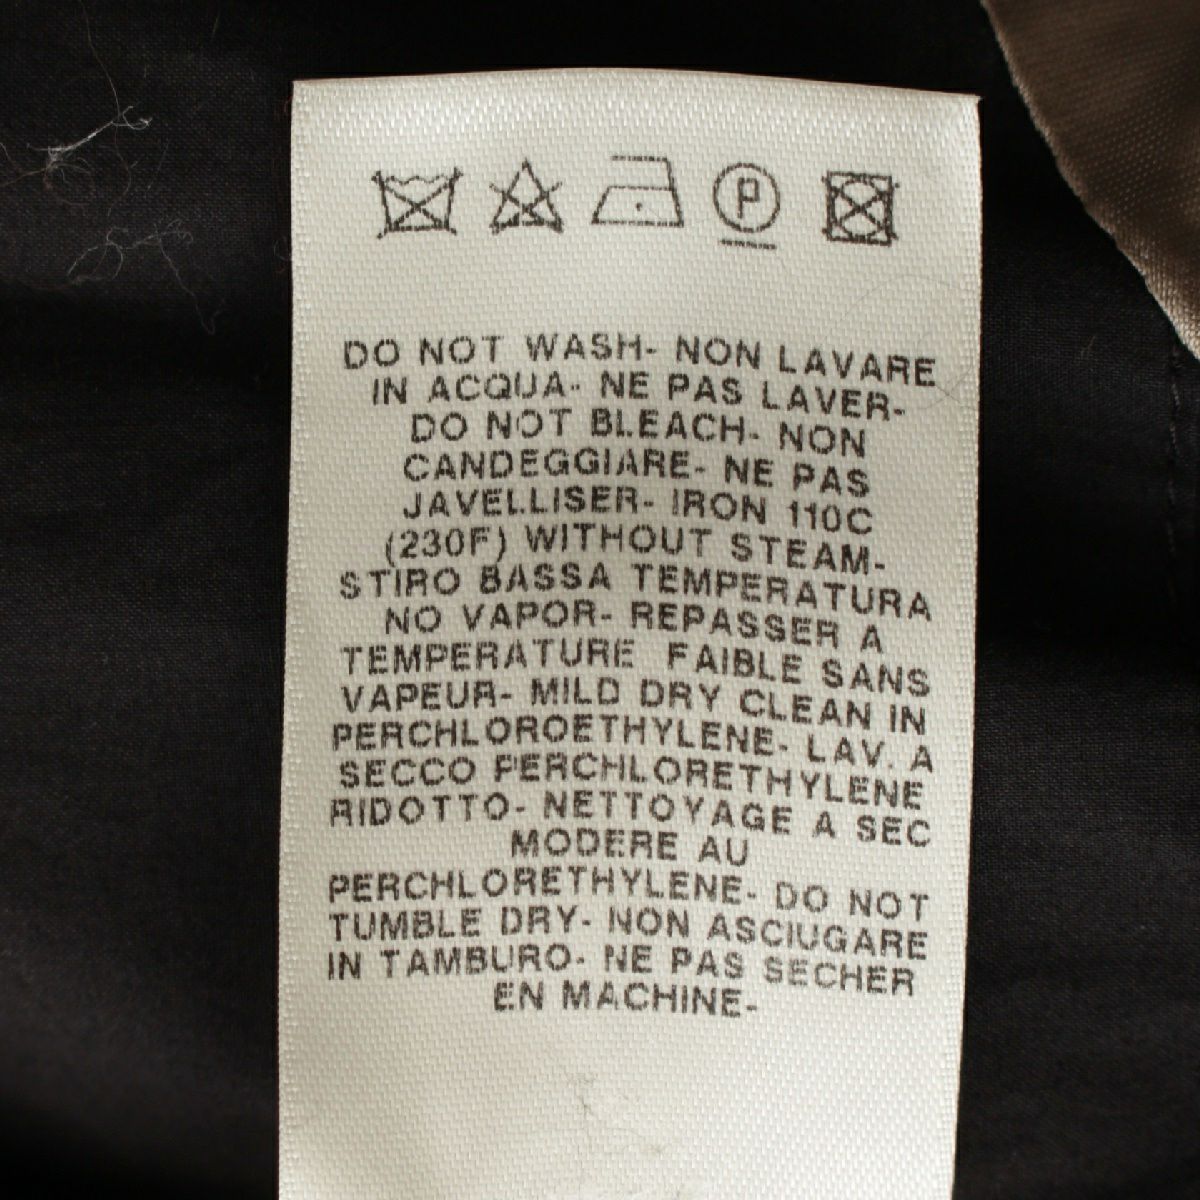 DO NOT WASH- NON LAVARE
IN ACQUA- NE PAS LAVER-
DO NOT BLEACH- NON
CANDEGGIARE- NE PAS
JAVELLISER- IRON 110C
(230F) WITHOUT STEAM-
STIRO BASSA TEMPERATURA
NO VAPOR- REPASSER A
TEMPERATURE FAIBLE SANS
VAPEUR- MILD DRY CLEAN IN
PERCHLOROETHYLENE- LAV. A
SECCO PERCHLORETHYLENE
RIDOTTO- NETTOYAGE A SEC
MODERE AU
PERCHLORETHYLENE- DO NOT
TUMBLE DRY- NON ASCIUGARE
IN TAMBURO- NE PAS SECHER
EN MACHINE-